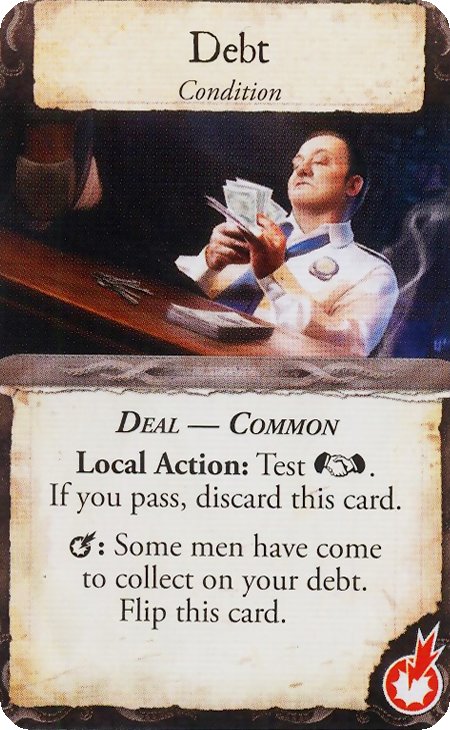 Debt
Condition
Deal — Common
Local Action: Test .
If you pass, discard this card.
: Some men have come
to collect on your debt.
Flip this card.